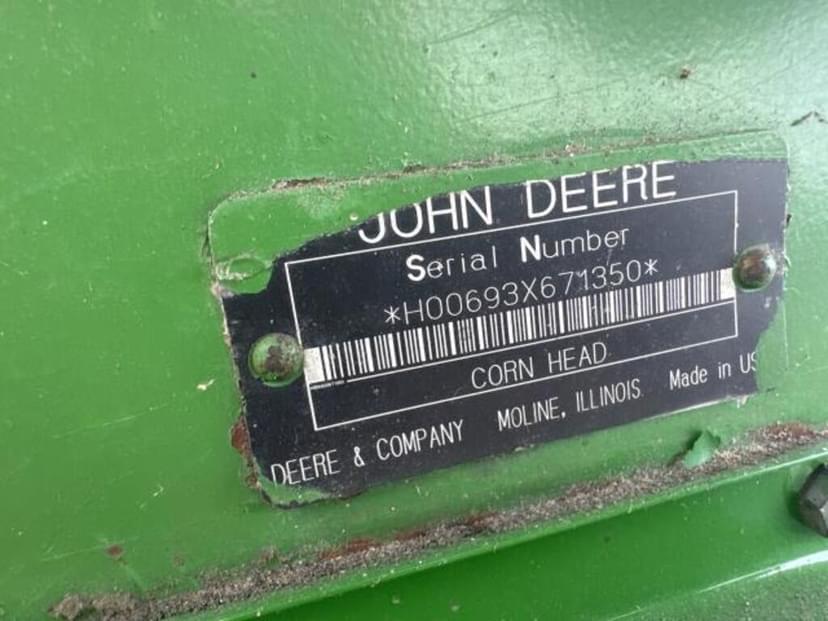 JOHN DEERE
Serial Number
*H00693X671350*
CORN HEAD
DEERE & COMPANY MOLINE, ILLINOIS Made in US